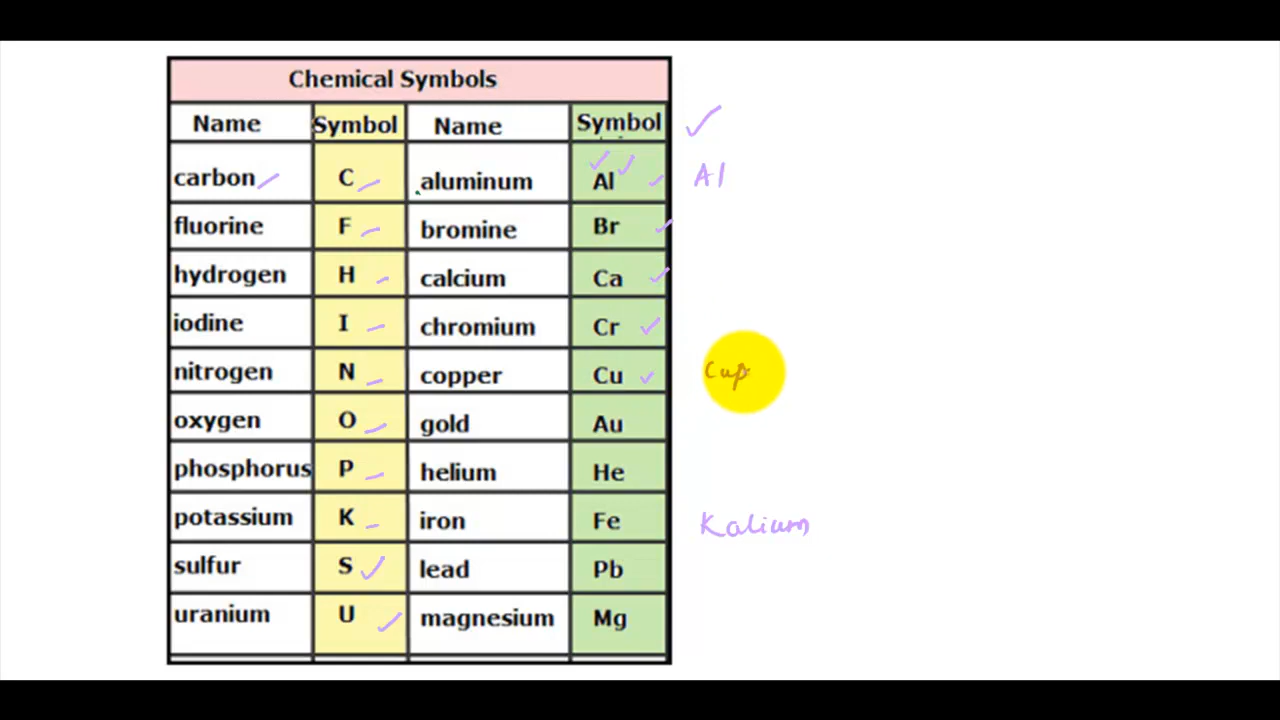 Chemical Symbols
Name Symbol Name Symbol
carbon C aluminum Al Al
fluorine F bromine Br
hydrogen H calcium Ca
iodine I chromium Cr
nitrogen N copper Cu Cup
oxygen O gold Au
phosphorus P helium He
potassium K iron Fe Kalium
sulfur S lead Pb
uranium U magnesium Mg